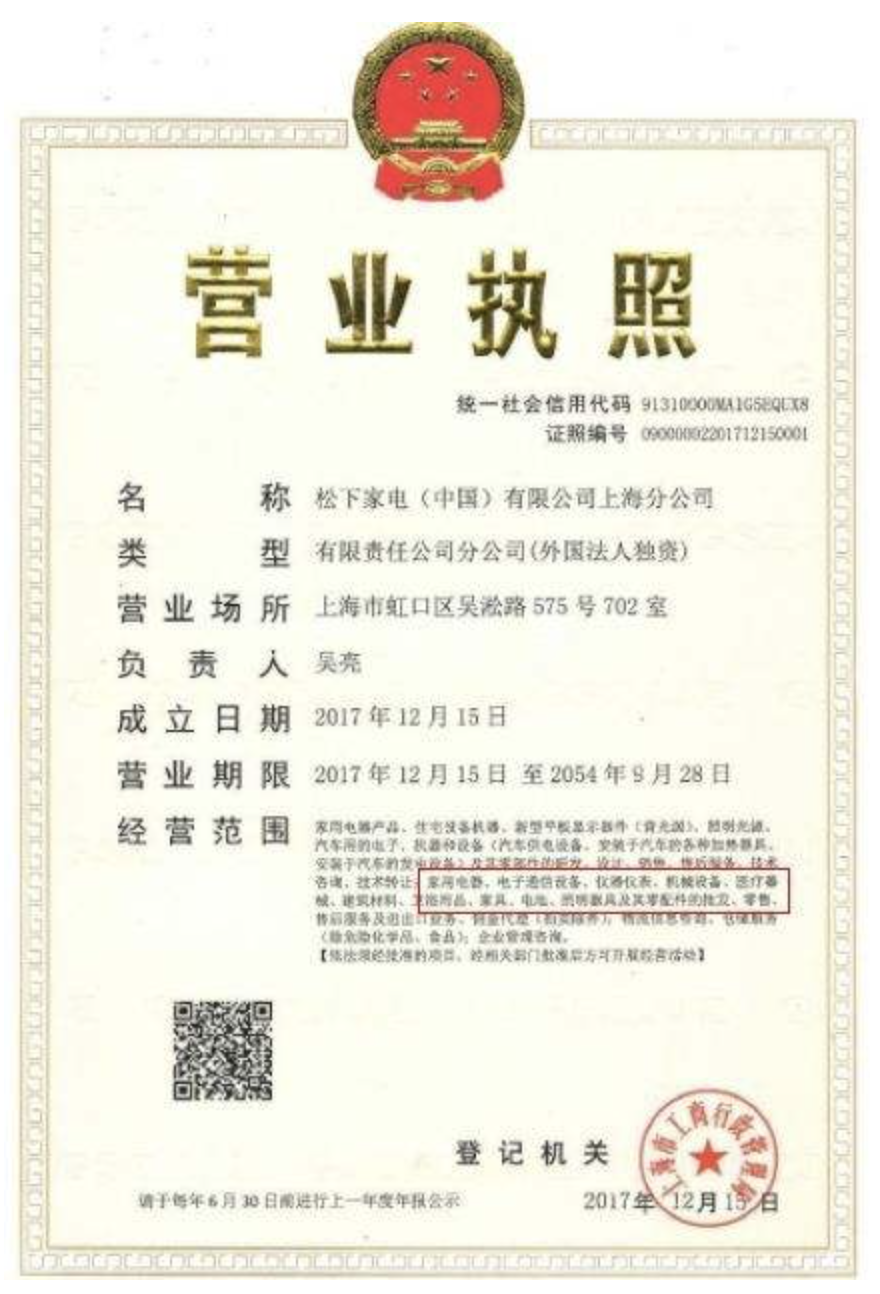 营业执照
统一社会信用代码 91310000MA1G5EQUX8
证照编号 09000092201712150001
名称 松下家电（中国）有限公司上海分公司
类型 有限责任公司分公司(外国法人独资)
营业场所 上海市虹口区吴淞路 575 号 702 室
负责人 吴亮
成立日期 2017 年 12 月 15 日
营业期限 2017 年 12 月 15 日 至 2054 年 9 月 28 日
经营范围 家用电器产品、住宅设备机器、新型平板显示器件（背光源）、照明光源、
汽车用的电子、仪器和设备（汽车供电设备、安装于汽车的各种加热器具、
安装于汽车的发电设备）及其零部件的研发、设计、销售、售后服务、技术
咨询、技术转让；家用电器、电子通信设备、仪器仪表、机械设备、医疗器
械、建筑材料、卫浴用品、家具、电池、照明器具及其零配件的批发、零售、
售后服务及进出口业务、佣金代理（拍卖除外）；物流信息咨询、仓储服务
（除危险化学品、食品）；企业管理咨询。
【依法须经批准的项目，经相关部门批准后方可开展经营活动】
上海市工商行政管理局
登记机关
请于每年 6 月 30 日前进行上一年度年报公示 2017年 12月 15 日